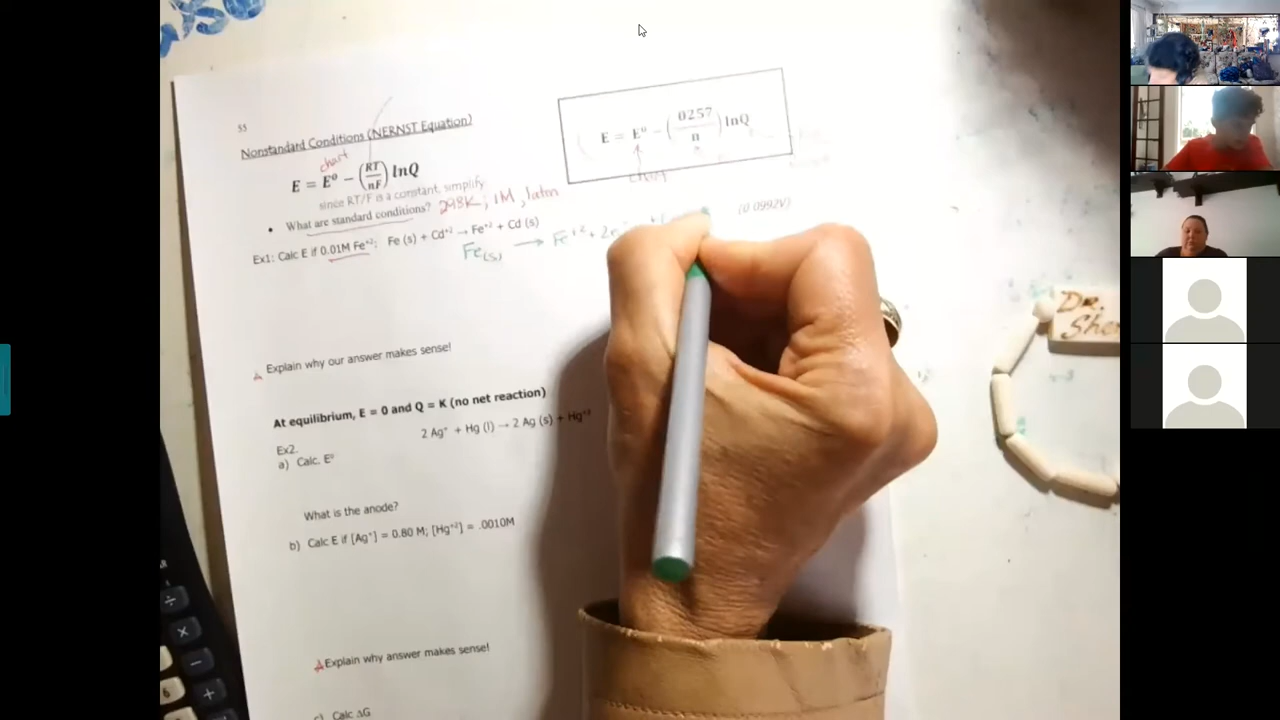 55
Nonstandard Conditions (NERNST Equation)
chart
E = E° − (RT/nF) lnQ
since RT/F is a constant, simplify
E = E° − (0257/n) lnQ
chart
• What are standard conditions? 298K, 1M, 1atm
(0 0992V)
Ex1: Calc E if 0.01M Fe⁺²: Fe (s) + Cd⁺² → Fe⁺² + Cd (s)
Fe(s) → Fe⁺² + 2e
Explain why our answer makes sense!
At equilibrium, E = 0 and Q = K (no net reaction)
Ex2.
2 Ag⁺ + Hg (l) → 2 Ag (s) + Hg⁺²
a) Calc. E°
What is the anode?
b) Calc E if [Ag⁺] = 0.80 M; [Hg⁺²] = .0010M
Explain why answer makes sense!
c) Calc ΔG
Dr.
She
÷
×
−
6
+